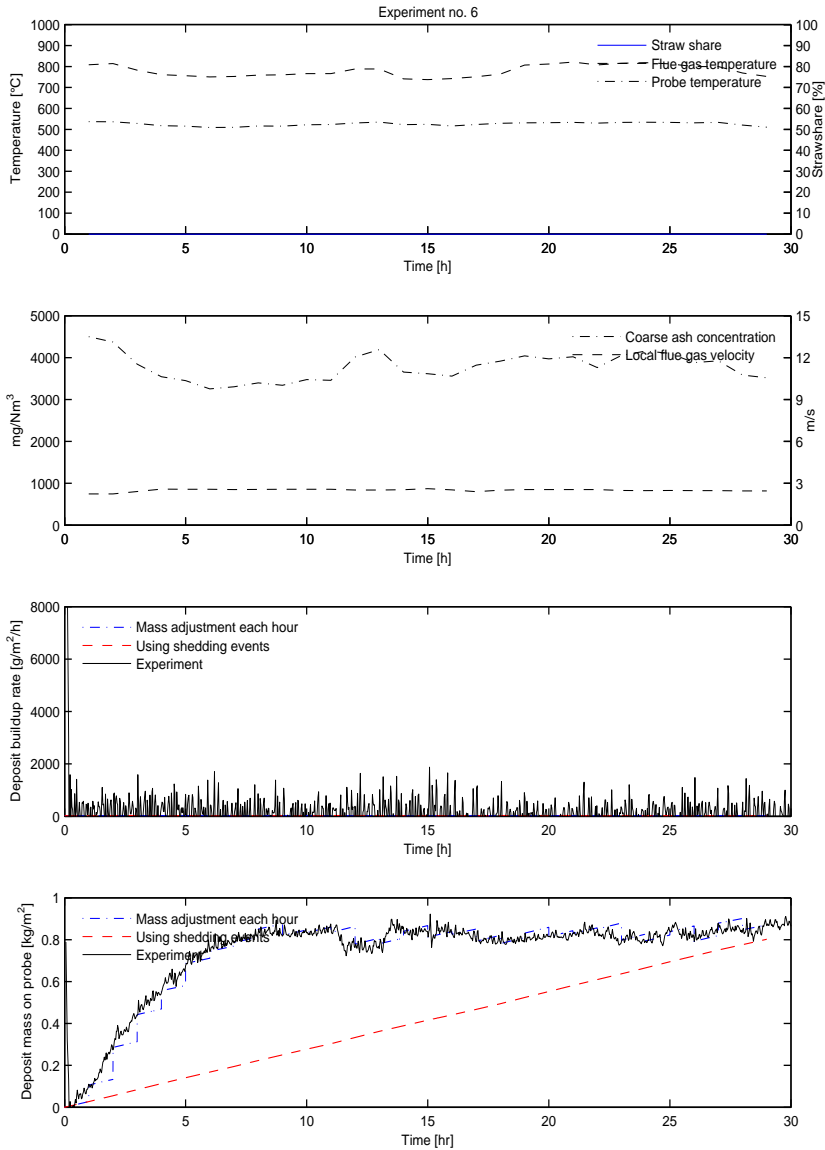 Experiment no. 6
1000
900
800
700
600
500
400
300
200
100
0
Temperature [°C]
100
90
80
70
60
50
40
30
20
10
0
Strawshare [%]
Straw share
Flue gas temperature
Probe temperature
0 5 10 15 20 25 30
Time [h]
5000
4000
3000
2000
1000
0
mg/Nm³
15
12
9
6
3
0
m/s
Coarse ash concentration
Local flue gas velocity
0 5 10 15 20 25 30
Time [h]
8000
6000
4000
2000
0
Deposit buildup rate [g/m²/h]
Mass adjustment each hour
Using shedding events
Experiment
0 5 10 15 20 25 30
Time [h]
1
0.8
0.6
0.4
0.2
0
Deposit mass on probe [kg/m²]
Mass adjustment each hour
Using shedding events
Experiment
0 5 10 15 20 25 30
Time [hr]